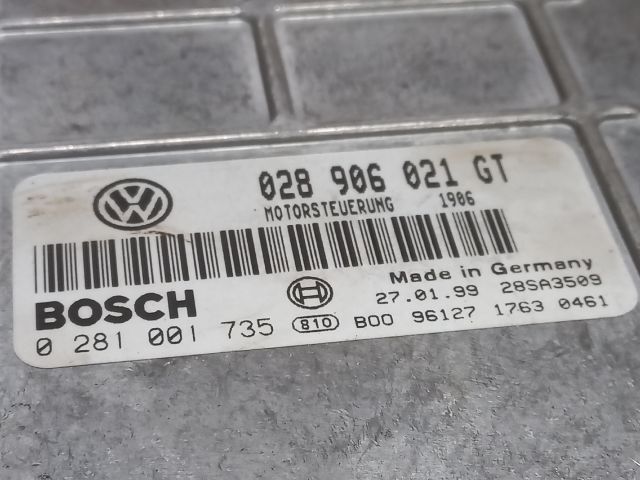 028 906 021 GT
MOTORSTEUERUNG 1906
Made in Germany
BOSCH 27.01.99 28SA3509
0 281 001 735 810 B00 96127 1763 0461